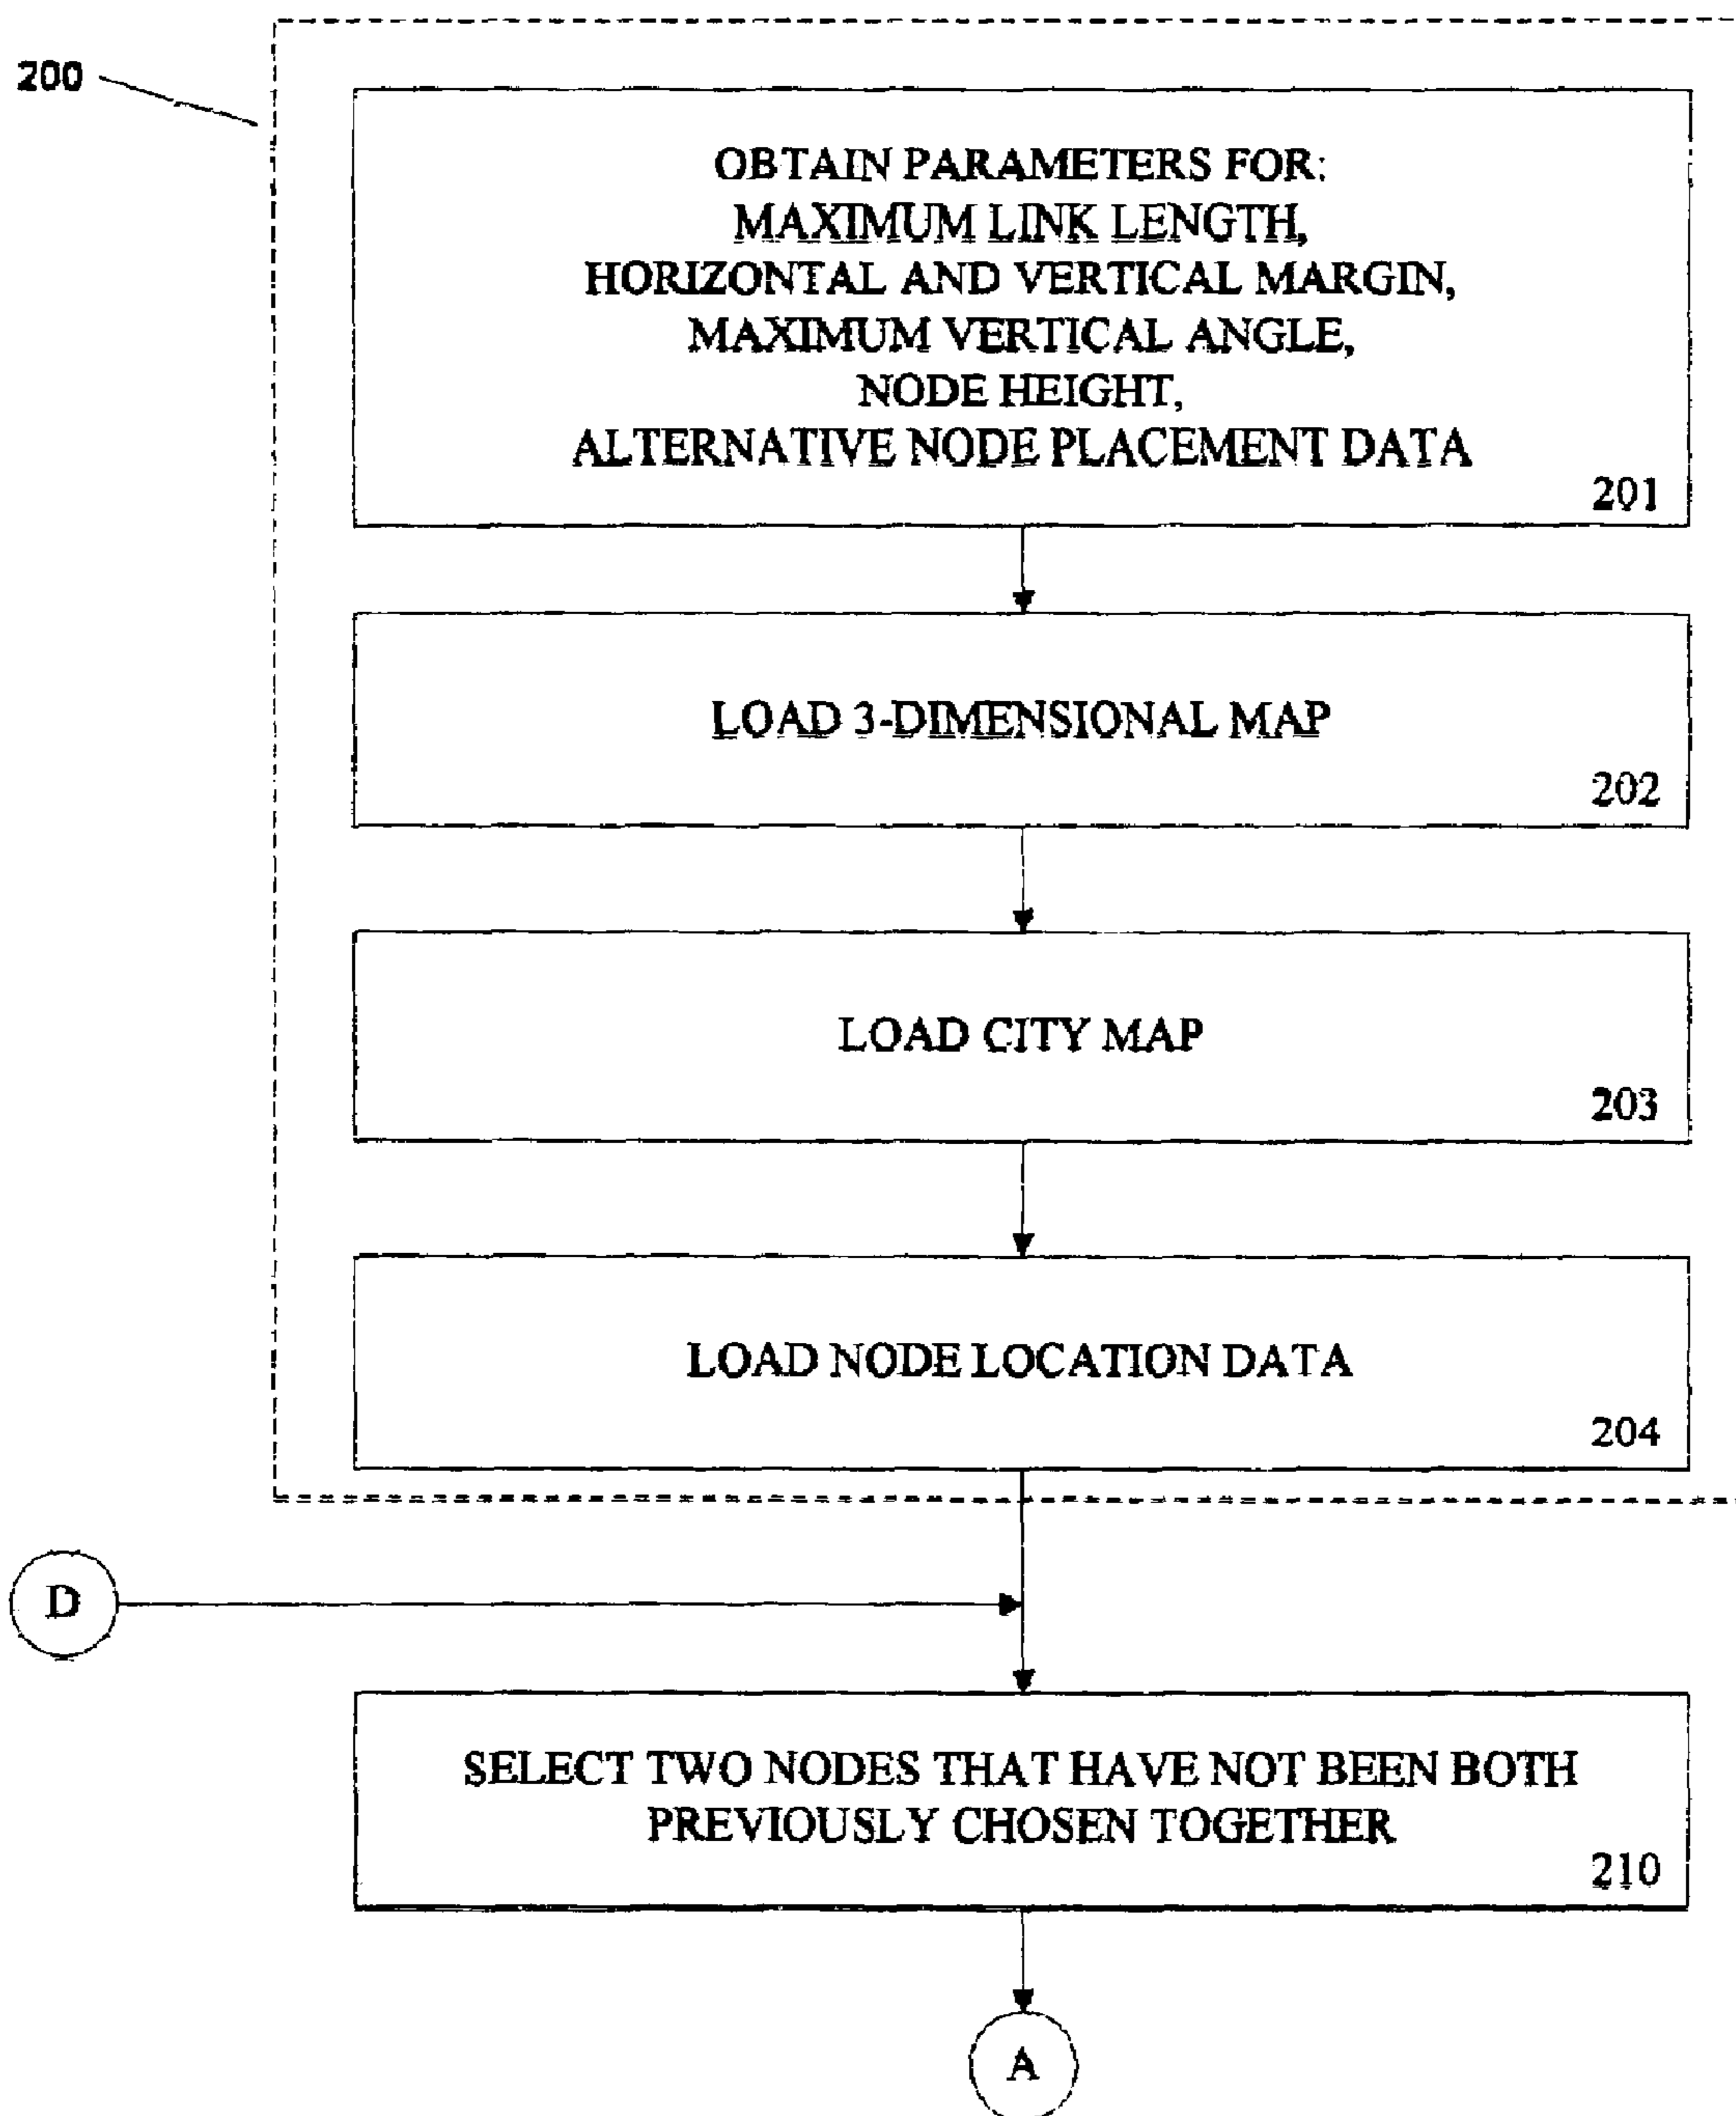 200
OBTAIN PARAMETERS FOR:
MAXIMUM LINK LENGTH,
HORIZONTAL AND VERTICAL MARGIN,
MAXIMUM VERTICAL ANGLE,
NODE HEIGHT,
ALTERNATIVE NODE PLACEMENT DATA
201
LOAD 3-DIMENSIONAL MAP
202
LOAD CITY MAP
203
LOAD NODE LOCATION DATA
204
D
SELECT TWO NODES THAT HAVE NOT BEEN BOTH
PREVIOUSLY CHOSEN TOGETHER
210
A